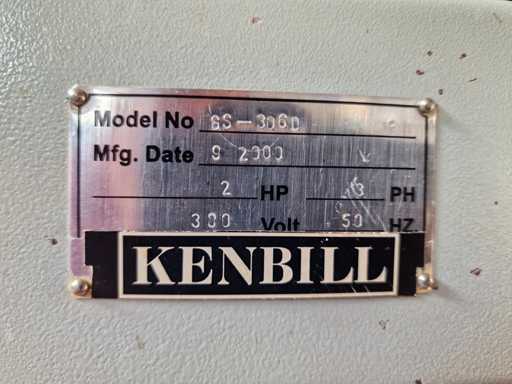 Model No GS-306D
Mfg. Date 9 2000
2 HP 3 PH
380 Volt 50 HZ
KENBILL